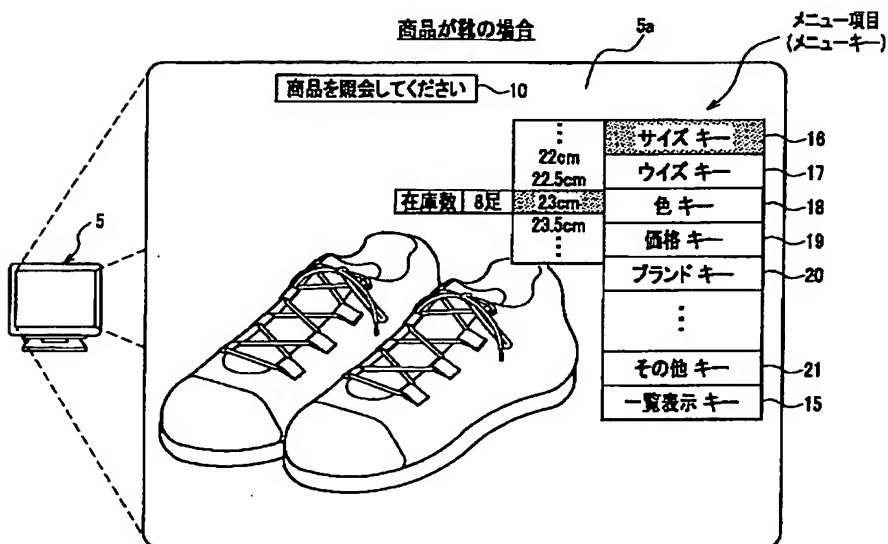 商品が靴の場合
5a
メニュー項目
(メニューキー)
商品を照会してください
10
サイズ キー
16
ウイズ キー
17
色 キー
18
価格 キー
19
ブランド キー
20
⋮
その他 キー
21
一覧表示 キー
15
⋮
22cm
22.5cm
在庫数 8足 23cm
23.5cm
⋮
5